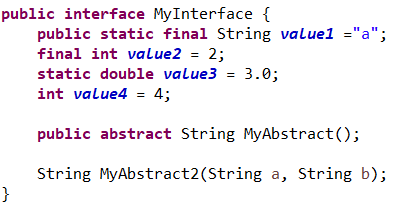 public interface MyInterface {
    public static final String value1 ="a";
    final int value2 = 2;
    static double value3 = 3.0;
    int value4 = 4;

    public abstract String MyAbstract();

    String MyAbstract2(String a, String b);
}